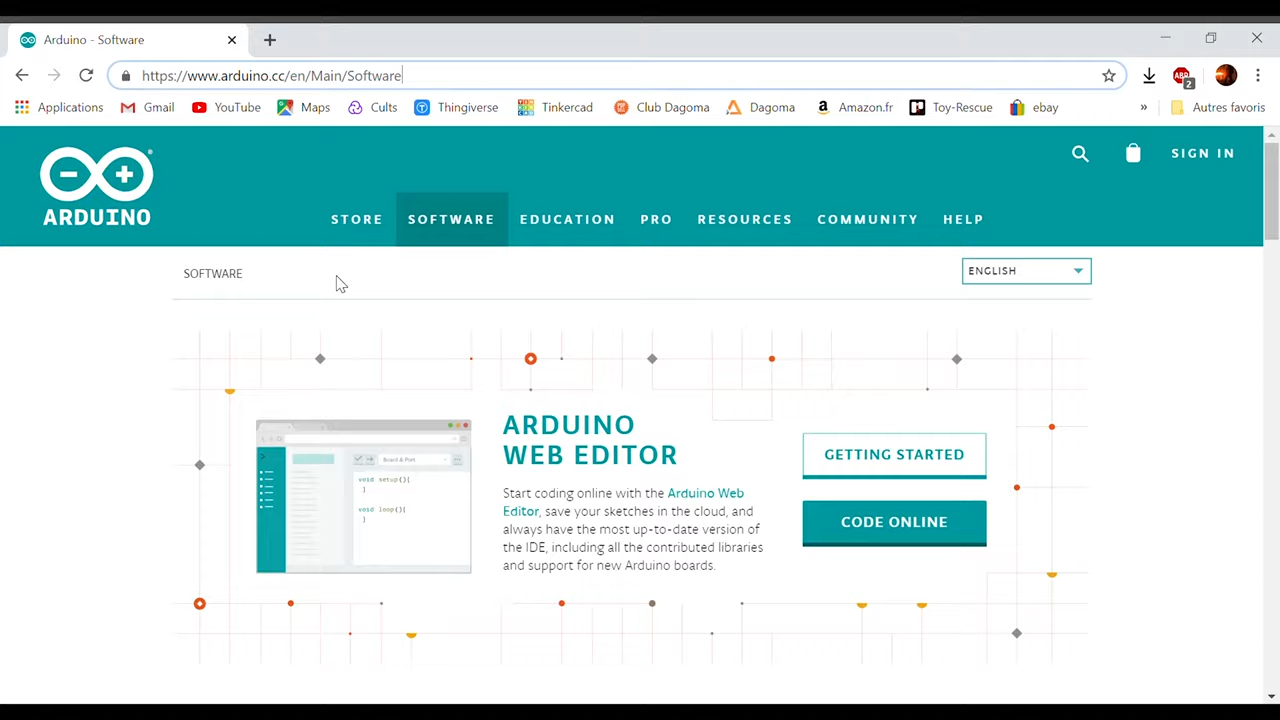 Arduino - Software
https://www.arduino.cc/en/Main/Software
ABP
2
Applications
Gmail
YouTube
Maps
Cults
Thingiverse
Tinkercad
Club Dagoma
Dagoma
Amazon.fr
Toy-Rescue
ebay
»
Autres favoris
ARDUINO
SIGN IN
STORE
SOFTWARE
EDUCATION
PRO
RESOURCES
COMMUNITY
HELP
SOFTWARE
ENGLISH
ARDUINO
WEB EDITOR
Start coding online with the Arduino Web
Editor, save your sketches in the cloud, and
always have the most up-to-date version of
the IDE, including all the contributed libraries
and support for new Arduino boards.
GETTING STARTED
CODE ONLINE
Board & Port
void setup(){
}
void loop(){
}